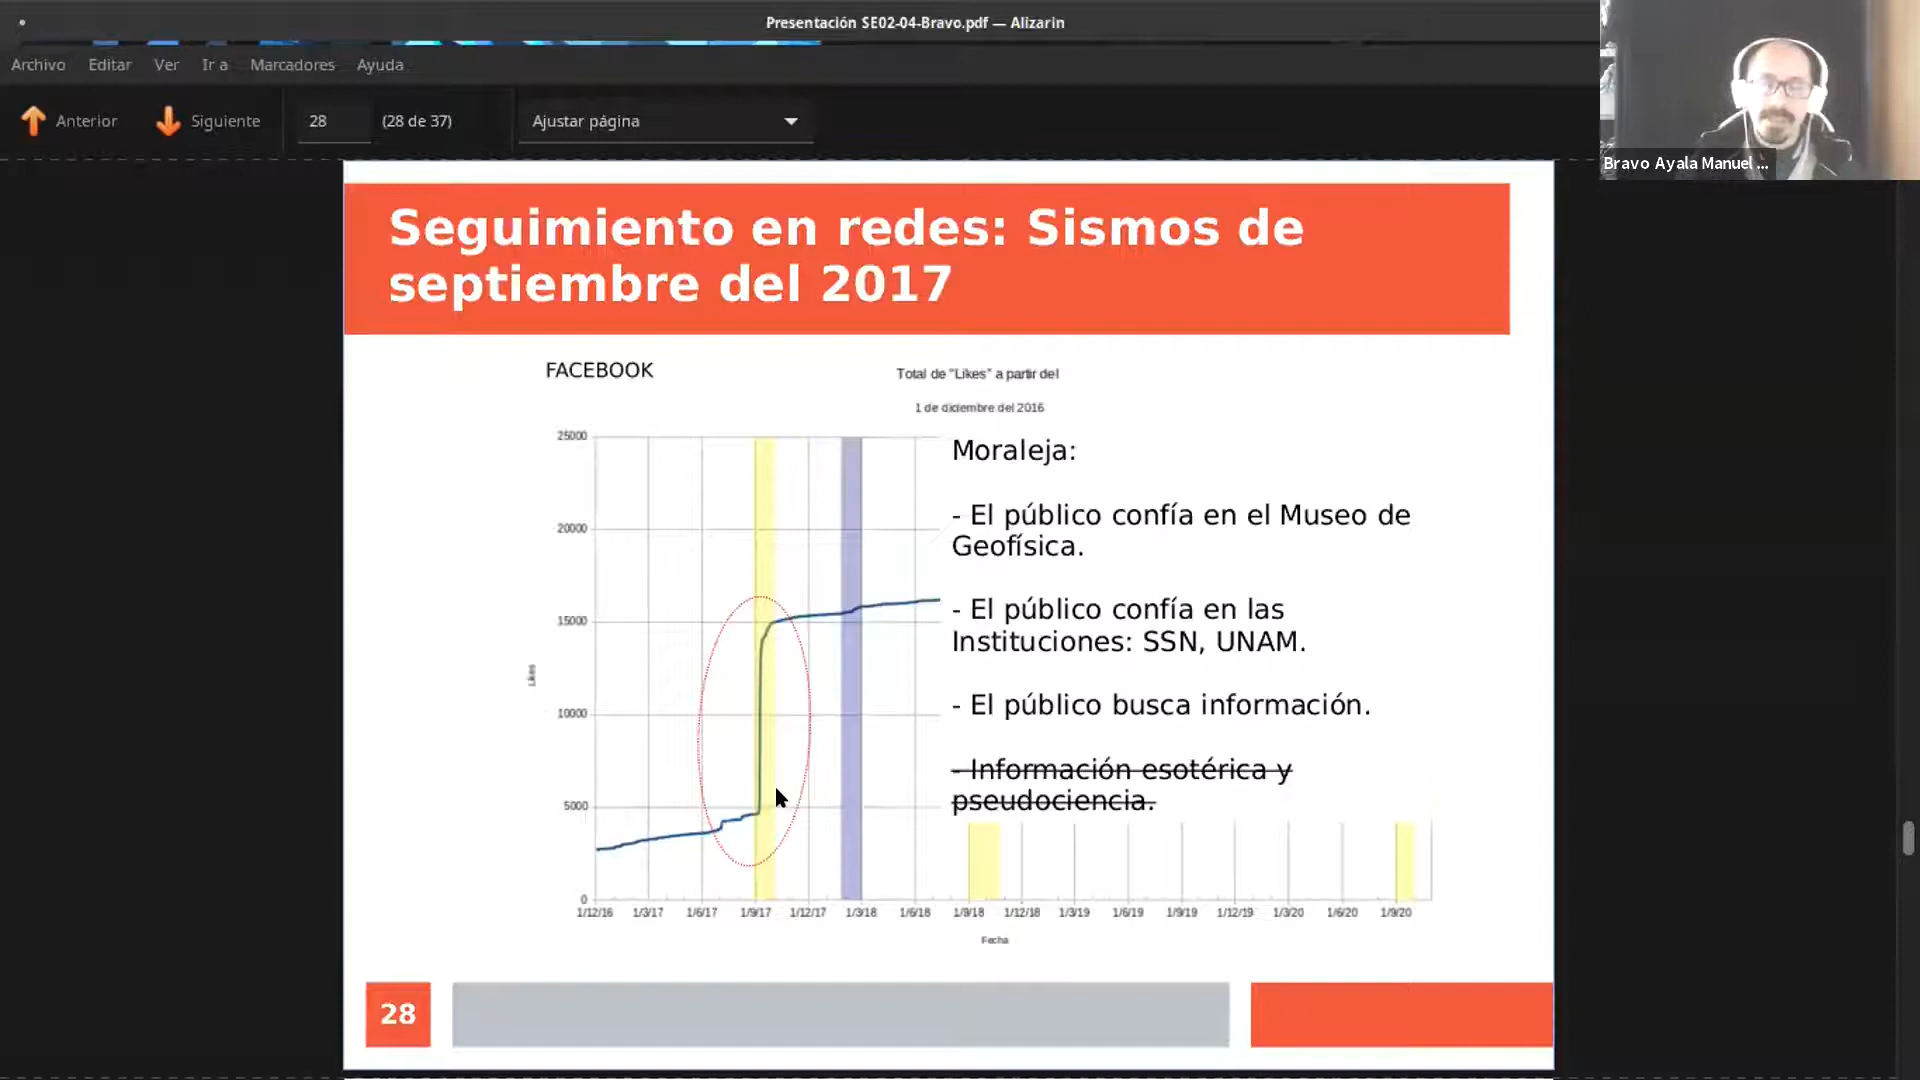 Presentación SE02-04-Bravo.pdf — Alizarin
Archivo Editar Ver Ir a Marcadores Ayuda
Anterior Siguiente 28 (28 de 37) Ajustar página
Bravo Ayala Manuel ...
Seguimiento en redes: Sismos de
septiembre del 2017
FACEBOOK
Total de "Likes" a partir del
1 de diciembre del 2016
25000
20000
15000
10000
5000
0
Likes
Moraleja:
- El público confía en el Museo de
Geofísica.
- El público confía en las
Instituciones: SSN, UNAM.
- El público busca información.
- Información esotérica y
pseudociencia.
1/12/16 1/3/17 1/6/17 1/9/17 1/12/17 1/3/18 1/6/18 1/9/18 1/12/18 1/3/19 1/6/19 1/9/19 1/12/19 1/3/20 1/6/20 1/9/20
Fecha
28